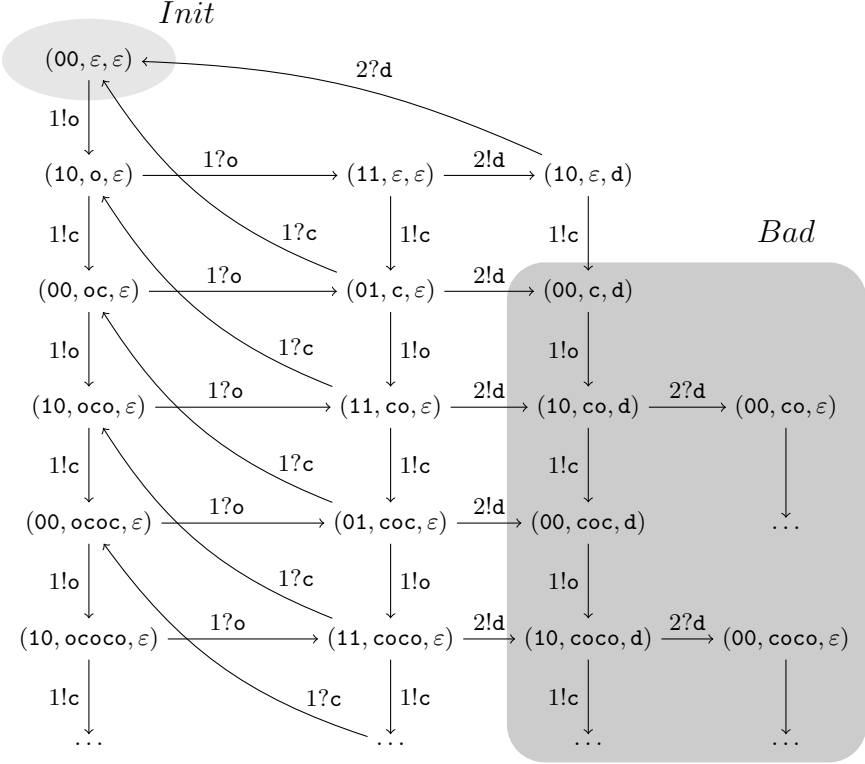 Init
(00, ε, ε)
2?d
1!o
1?o
2!d
(10, o, ε)
(11, ε, ε)
(10, ε, d)
1!c
1?c
1!c
1!c
Bad
1?o
2!d
(00, oc, ε)
(01, c, ε)
(00, c, d)
1!o
1?c
1?o
1!o
1?o
2!d
2?d
(10, oco, ε)
(11, co, ε)
(10, co, d)
(00, co, ε)
1!c
1?c
1!c
1!c
1?o
2!d
(00, ococ, ε)
(01, coc, ε)
(00, coc, d)
...
1!o
1?c
1!o
1!o
1?o
2!d
2?d
(10, ococo, ε)
(11, coco, ε)
(10, coco, d)
(00, coco, ε)
1!c
1?c
1!c
1!c
...
...
...
...